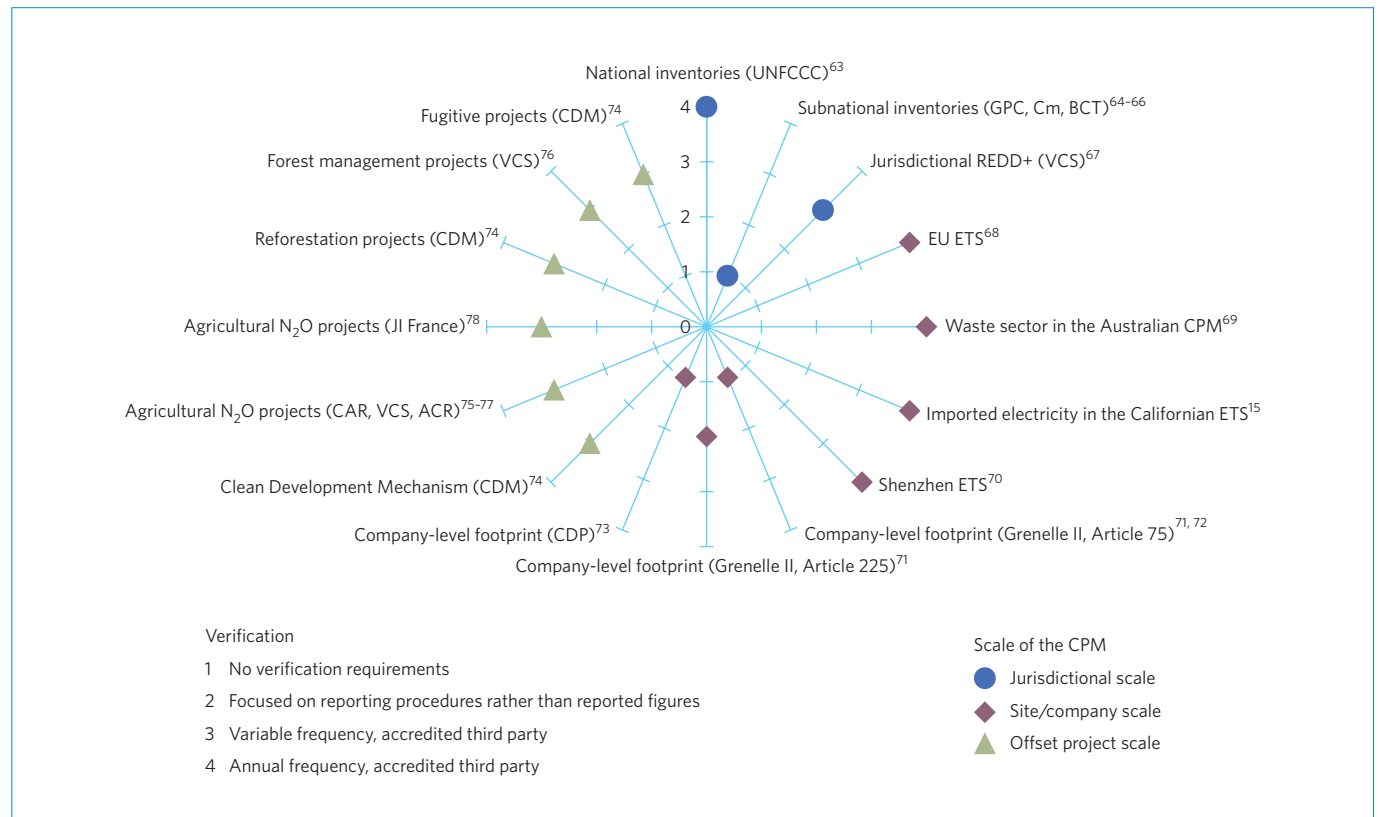 National inventories (UNFCCC)63
Fugitive projects (CDM)74
4
Subnational inventories (GPC, Cm, BCT)64–66
Forest management projects (VCS)76
3
Jurisdictional REDD+ (VCS)67
2
Reforestation projects (CDM)74
EU ETS68
1
Agricultural N2O projects (JI France)78
0
Waste sector in the Australian CPM69
Agricultural N2O projects (CAR, VCS, ACR)75–77
Imported electricity in the Californian ETS15
Clean Development Mechanism (CDM)74
Shenzhen ETS70
Company-level footprint (CDP)73
Company-level footprint (Grenelle II, Article 75)71, 72
Company-level footprint (Grenelle II, Article 225)71
Verification
1 No verification requirements
2 Focused on reporting procedures rather than reported figures
3 Variable frequency, accredited third party
4 Annual frequency, accredited third party
Scale of the CPM
Jurisdictional scale
Site/company scale
Offset project scale